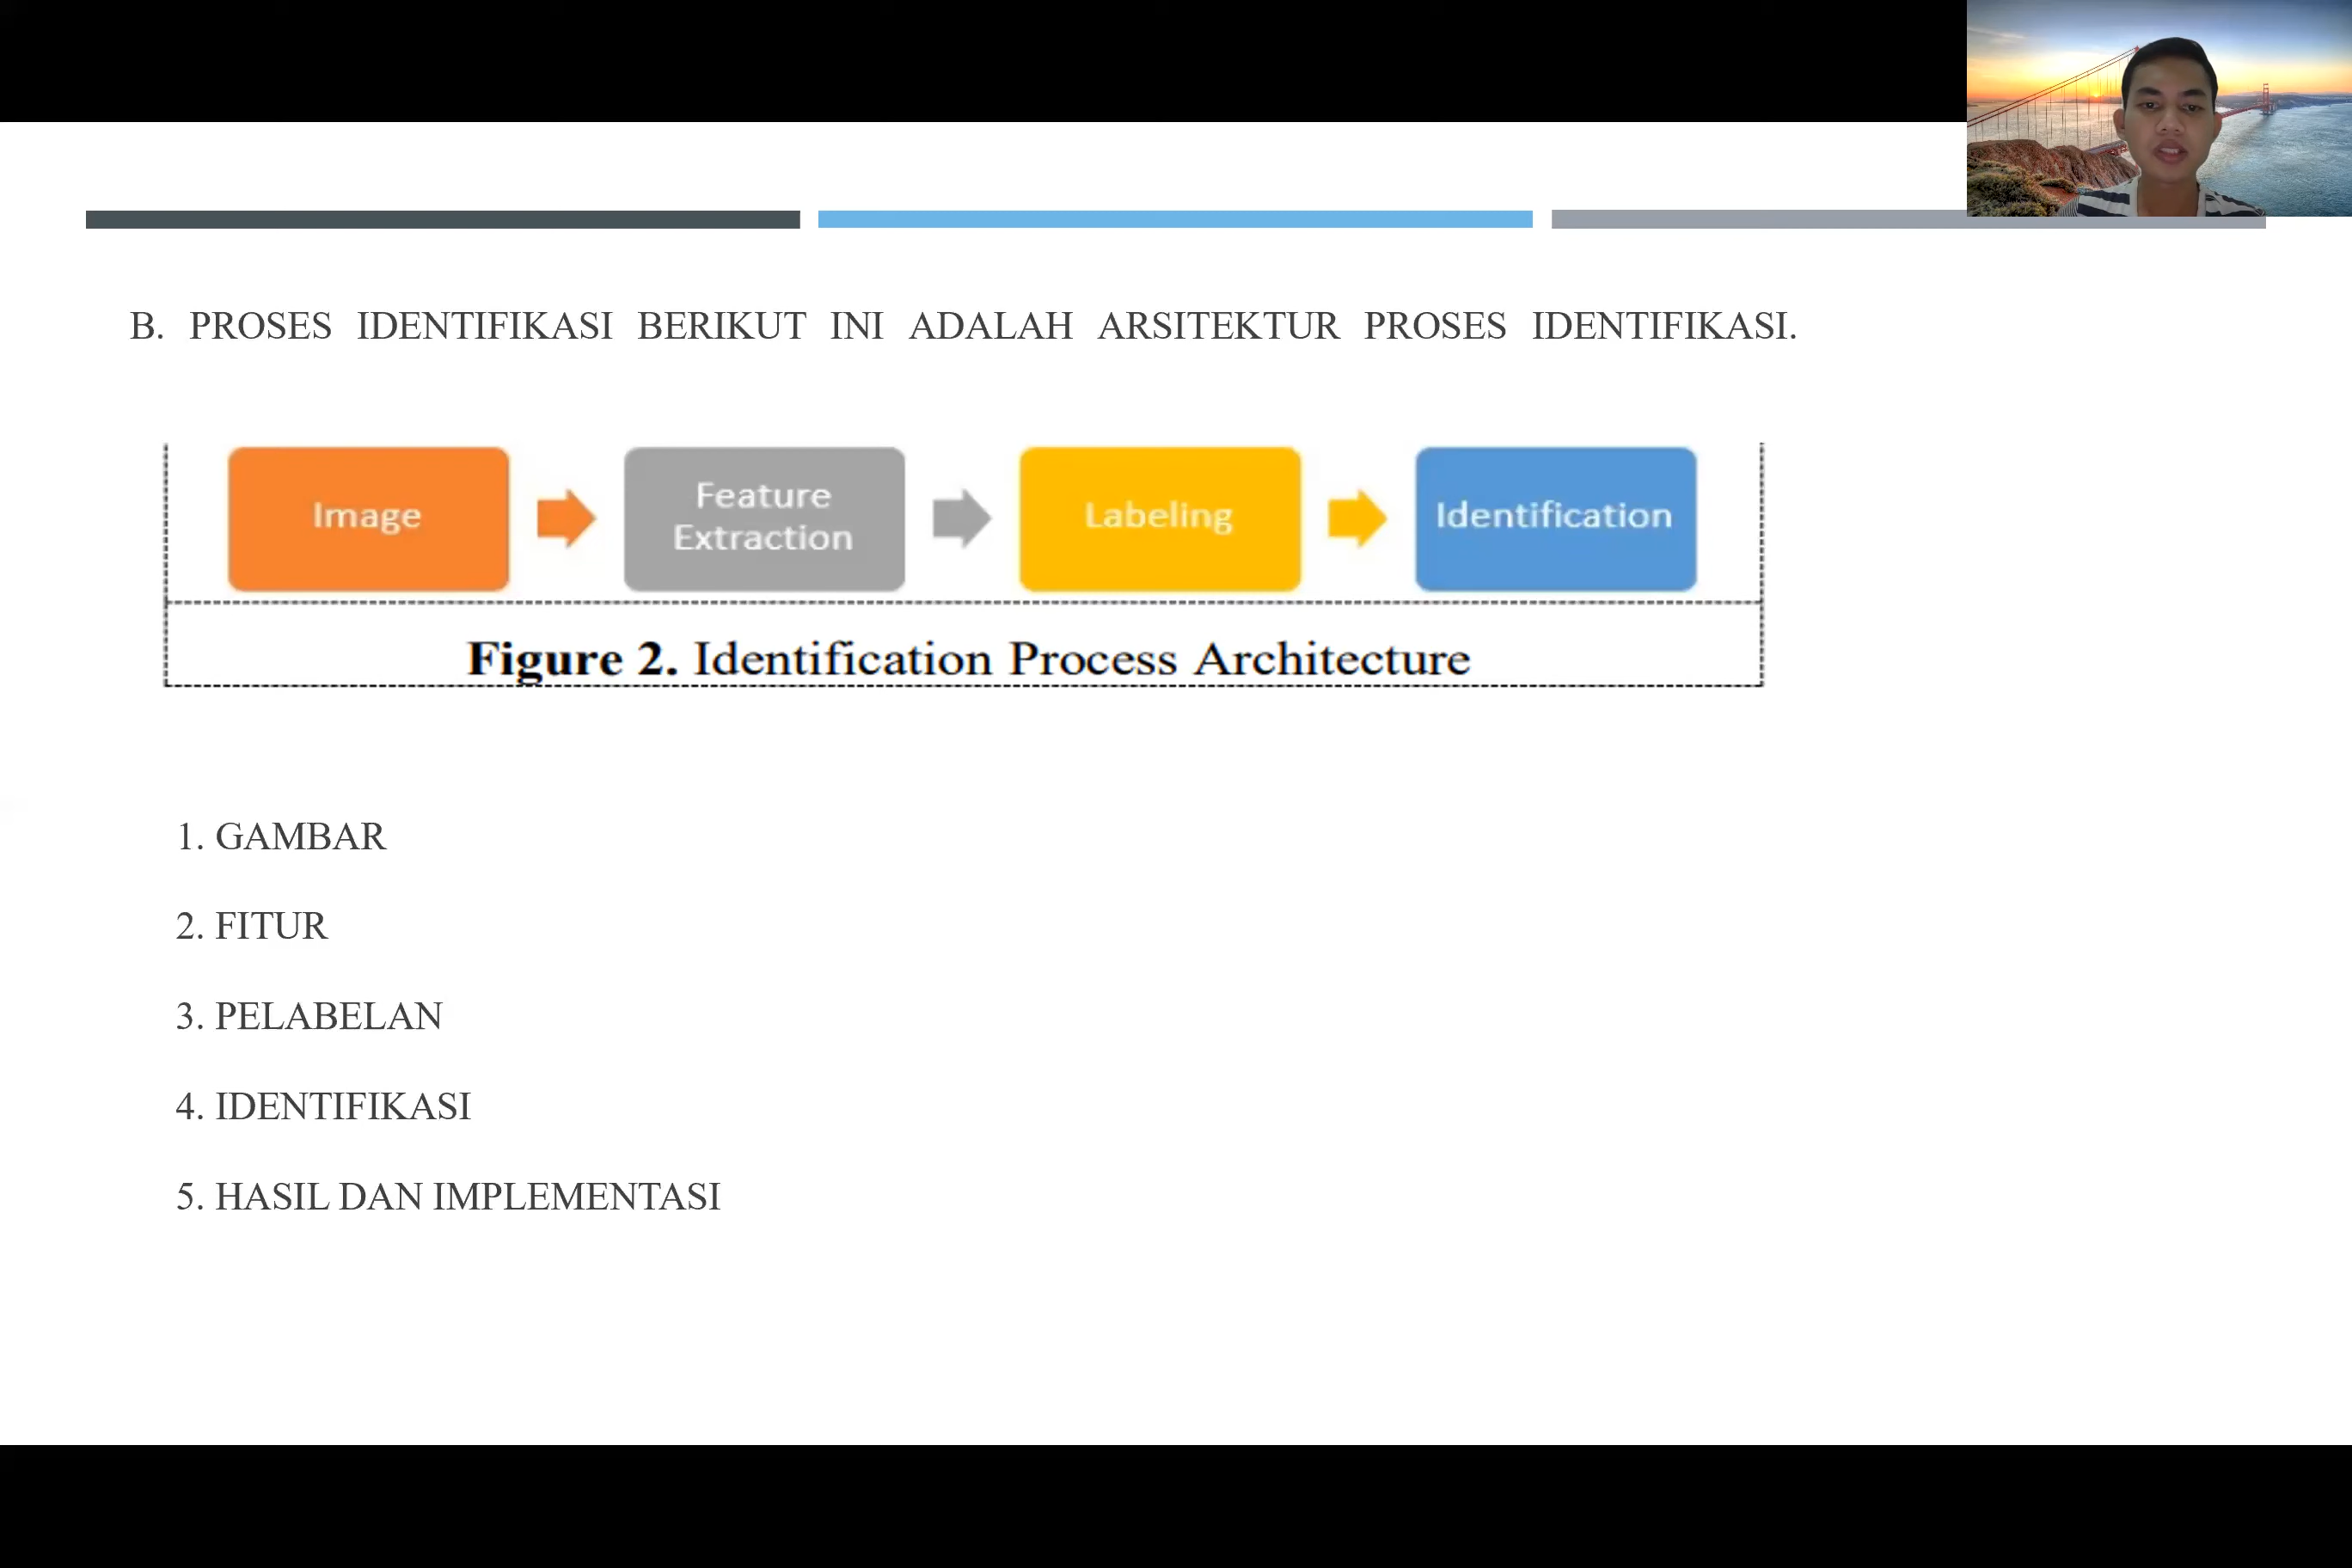 B. PROSES IDENTIFIKASI BERIKUT INI ADALAH ARSITEKTUR PROSES IDENTIFIKASI.
Image
Feature
Extraction
Labeling
Identification
Figure 2. Identification Process Architecture
1. GAMBAR
2. FITUR
3. PELABELAN
4. IDENTIFIKASI
5. HASIL DAN IMPLEMENTASI